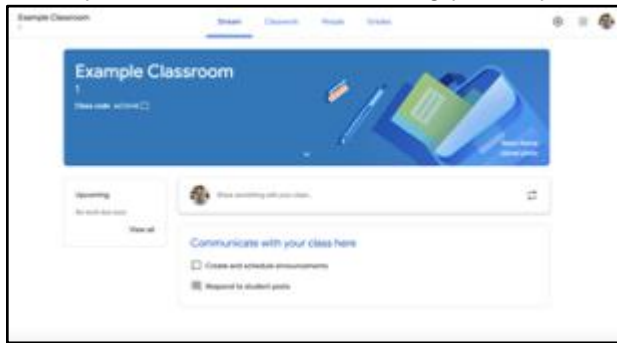 Example Classroom
Stream Classwork People Grades
Example Classroom
1
Class code
Upcoming
Share something with your class...
View all
Communicate with your class here
Create and schedule announcements
Respond to student posts